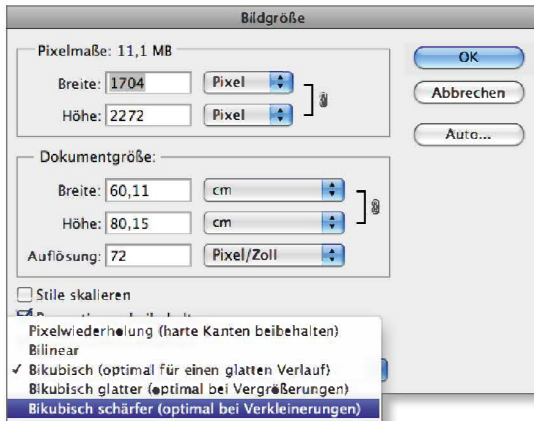 Bildgröße
Pixelmaße: 11,1 MB
OK
Breite: 1704 Pixel
Abbrechen
Höhe: 2272 Pixel
Auto...
Dokumentgröße:
Breite: 60,11 cm
Höhe: 80,15 cm
Auflösung: 72 Pixel/Zoll
Stile skalieren
Pixelwiederholung (harte Kanten beibehalten)
Bilinear
✓ Bikubisch (optimal für einen glatten Verlauf)
Bikubisch glatter (optimal bei Vergrößerungen)
Bikubisch schärfer (optimal bei Verkleinerungen)